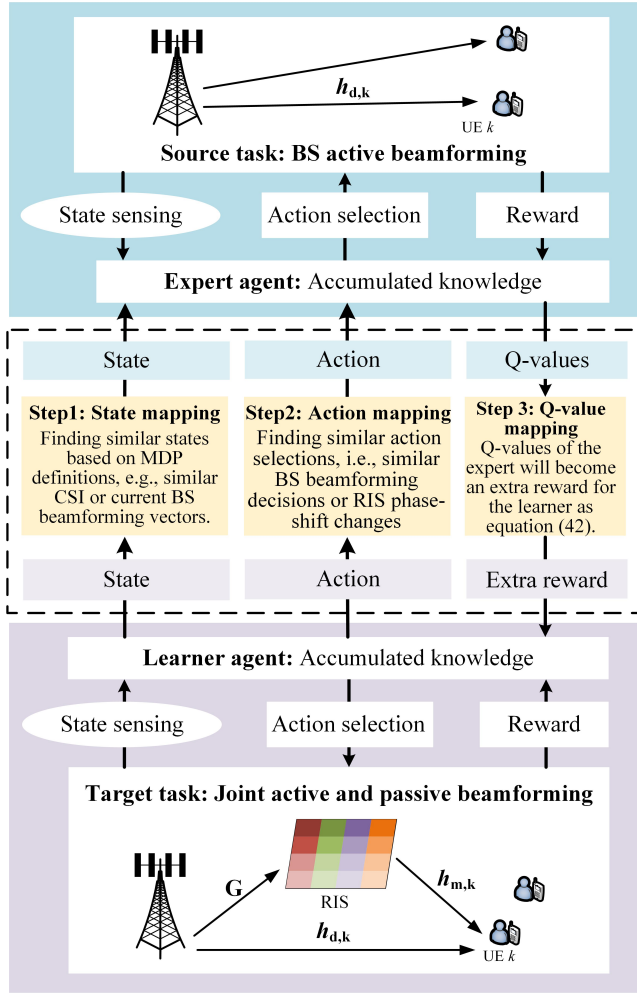 h_d,k
UE k
Source task: BS active beamforming
State sensing
Action selection
Reward
Expert agent: Accumulated knowledge
State
Action
Q-values
Step1: State mapping
Finding similar states
based on MDP
definitions, e.g., similar
CSI or current BS
beamforming vectors.
Step2: Action mapping
Finding similar action
selections, i.e., similar
BS beamforming
decisions or RIS phase-
shift changes
Step 3: Q-value
mapping
Q-values of the
expert will become
an extra reward for
the learner as
equation (42).
State
Action
Extra reward
Learner agent: Accumulated knowledge
State sensing
Action selection
Reward
Target task: Joint active and passive beamforming
G
RIS
h_m,k
h_d,k
UE k